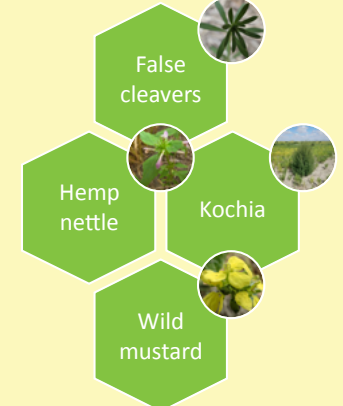 False
cleavers
Hemp
nettle
Kochia
Wild
mustard